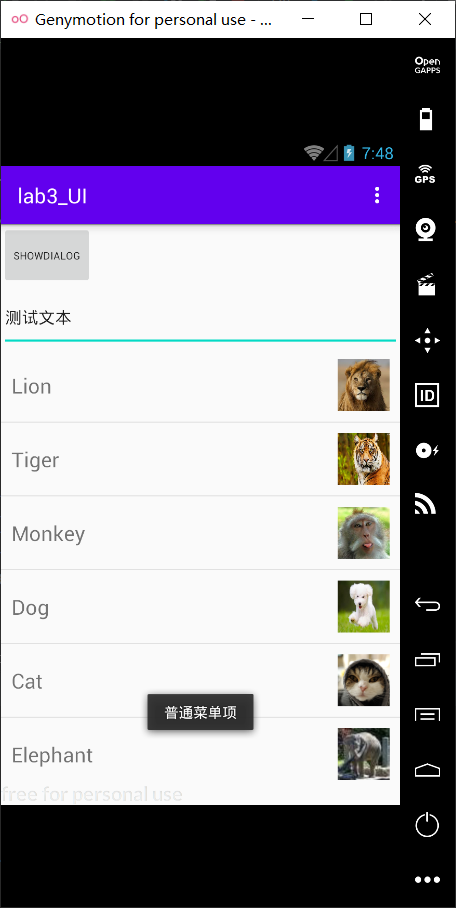 Genymotion for personal use - ...
Open
GAPPS
7:48
GPS
lab3_UI
SHOWDIALOG
测试文本
ID
Lion
Tiger
Monkey
Dog
Cat
普通菜单项
Elephant
free for personal use